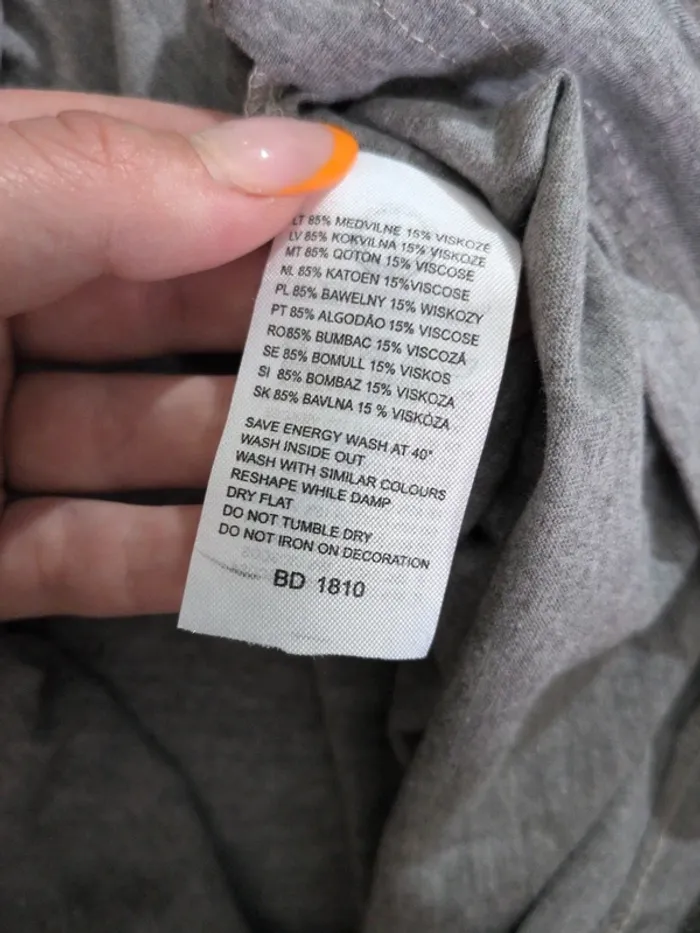 LT 85% MEDVILNE 15% VISKOZE
LV 85% KOKVILNA 15% VISKOZE
MT 85% QOTON 15% VISCOSE
NL 85% KATOEN 15%VISCOSE
PL 85% BAWELNY 15% WISKOZY
PT 85% ALGODÃO 15% VISCOSE
RO85% BUMBAC 15% VISCOZĂ
SE 85% BOMULL 15% VISKOS
SI 85% BOMBAZ 15% VISKOZA
SK 85% BAVLNA 15 % VISKÓZA
SAVE ENERGY WASH AT 40°
WASH INSIDE OUT
WASH WITH SIMILAR COLOURS
RESHAPE WHILE DAMP
DRY FLAT
DO NOT TUMBLE DRY
DO NOT IRON ON DECORATION
BD 1810